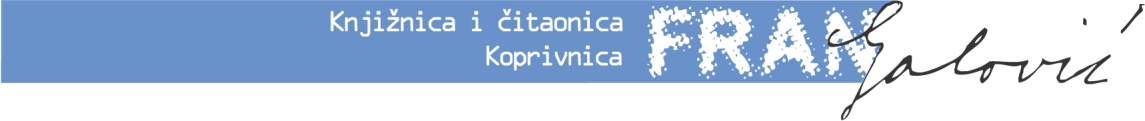 Knjižnica i čitaonica
Koprivnica
FRAN Galović